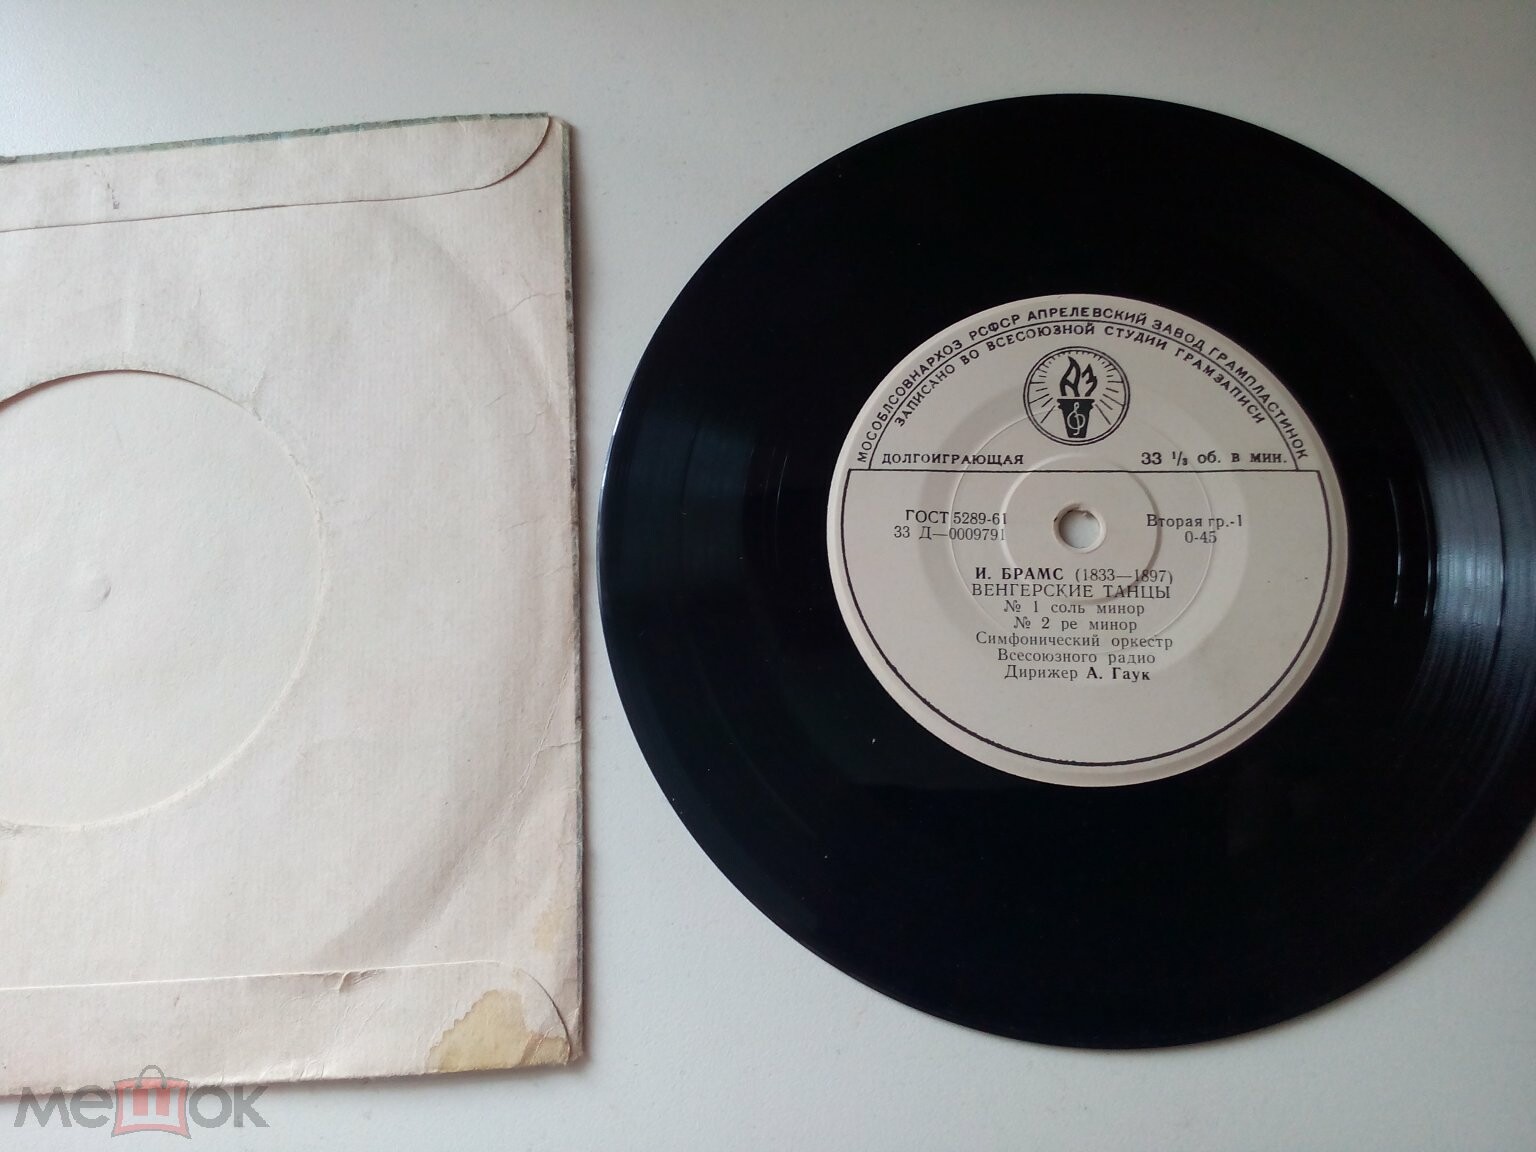 МОСОБЛСОВНАРХОЗ РСФСР АПРЕЛЕВСКИЙ ЗАВОД ГРАМПЛАСТИНОК
ЗАПИСАНО ВО ВСЕСОЮЗНОЙ СТУДИИ ГРАМЗАПИСИ
АЗ
ДОЛГОИГРАЮЩАЯ 33 1/3 об. в мин.
ГОСТ 5289-61 Вторая гр.-1
33 Д—0009791 0-45
И. БРАМС (1833—1897)
ВЕНГЕРСКИЕ ТАНЦЫ
№ 1 соль минор
№ 2 ре минор
Симфонический оркестр
Всесоюзного радио
Дирижер А. Гаук
мешок